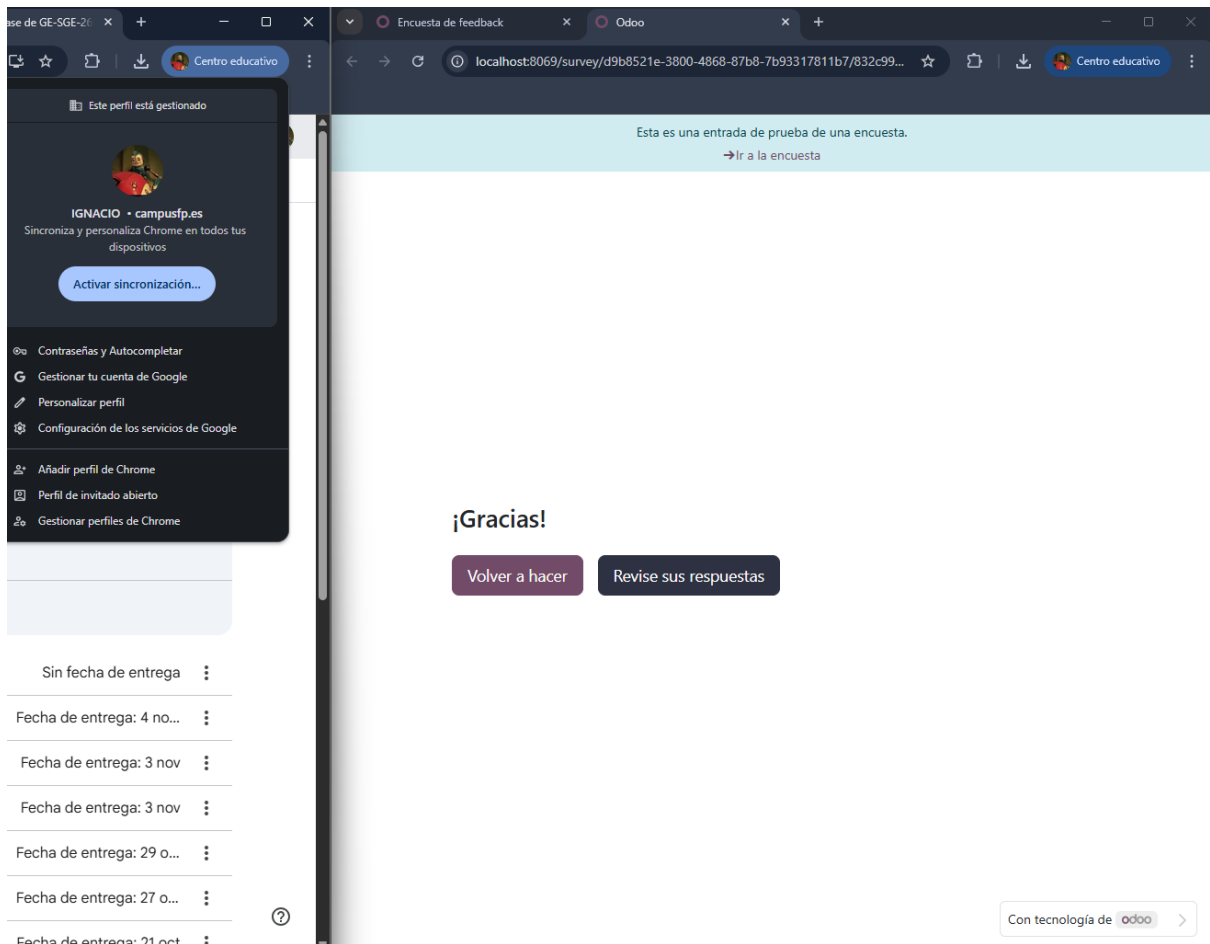 ase de GE-SGE-26
Centro educativo
Este perfil está gestionado
IGNACIO • campusfp.es
Sincroniza y personaliza Chrome en todos tus
dispositivos
Activar sincronización...
Contraseñas y Autocompletar
Gestionar tu cuenta de Google
Personalizar perfil
Configuración de los servicios de Google
Añadir perfil de Chrome
Perfil de invitado abierto
Gestionar perfiles de Chrome
Sin fecha de entrega
Fecha de entrega: 4 no...
Fecha de entrega: 3 nov
Fecha de entrega: 3 nov
Fecha de entrega: 29 o...
Fecha de entrega: 27 o...
Fecha de entrega: 21 oct
Encuesta de feedback
Odoo
localhost:8069/survey/d9b8521e-3800-4868-87b8-7b93317811b7/832c99...
Centro educativo
Esta es una entrada de prueba de una encuesta.
→Ir a la encuesta
¡Gracias!
Volver a hacer
Revise sus respuestas
Con tecnología de odoo